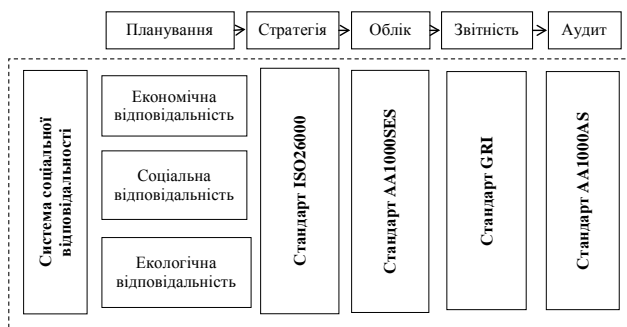 Планування
Стратегія
Облік
Звітність
Аудит
Система соціальної
відповідальності
Економічна
відповідальність
Соціальна
відповідальність
Екологічна
відповідальність
Стандарт ISO26000
Стандарт AA1000SES
Стандарт GRI
Стандарт AA1000AS